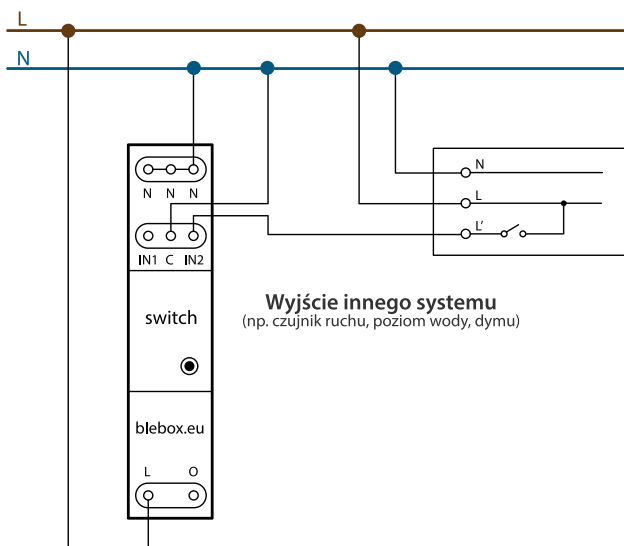 L
N
N
N N N
L
L’
IN1 C IN2
Wyjście innego systemu
(np. czujnik ruchu, poziom wody, dymu)
switch
blebox.eu
L O